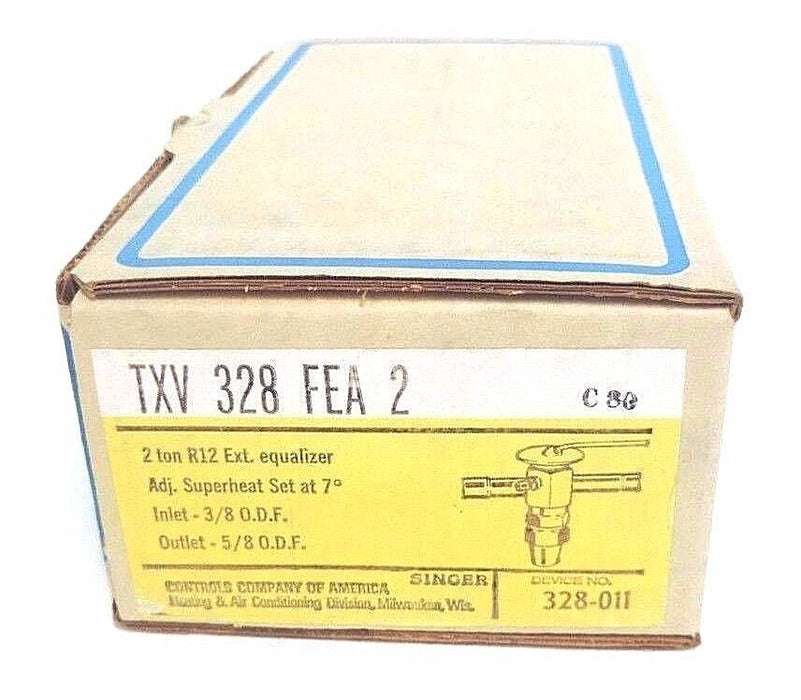 TXV 328 FEA 2 C 80
2 ton R12 Ext. equalizer
Adj. Superheat Set at 7°
Inlet - 3/8 O.D.F.
Outlet - 5/8 O.D.F.
CONTROLS COMPANY OF AMERICA SINGER
Heating & Air Conditioning Division, Milwaukee, Wis.
DEVICE NO.
328-011